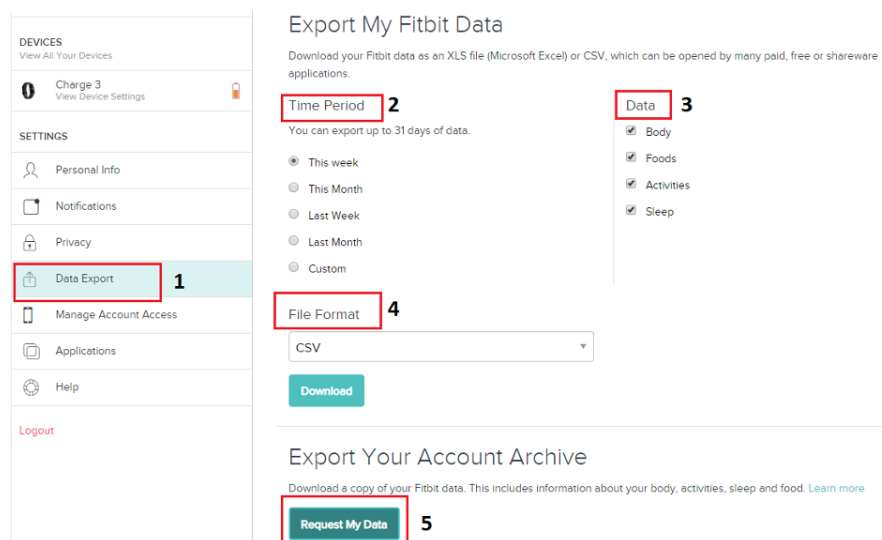 DEVICES
View All Your Devices
Charge 3
View Device Settings
SETTINGS
Personal Info
Notifications
Privacy
Data Export 1
Manage Account Access
Applications
Help
Logout
Export My Fitbit Data
Download your Fitbit data as an XLS file (Microsoft Excel) or CSV, which can be opened by many paid, free or shareware
applications.
Time Period 2
You can export up to 31 days of data.
This week
This Month
Last Week
Last Month
Custom
Data 3
Body
Foods
Activities
Sleep
File Format 4
CSV
Download
Export Your Account Archive
Download a copy of your Fitbit data. This includes information about your body, activities, sleep and food. Learn more
Request My Data 5